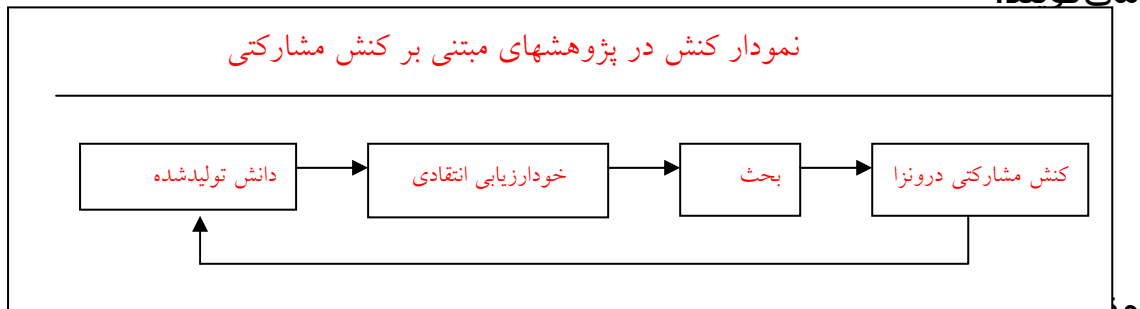 نمودار کنش در پژوهشهای مبتنی بر کنش مشارکتی
دانش تولیدشده
خودارزیابی انتقادی
بحث
کنش مشارکتی درونزا